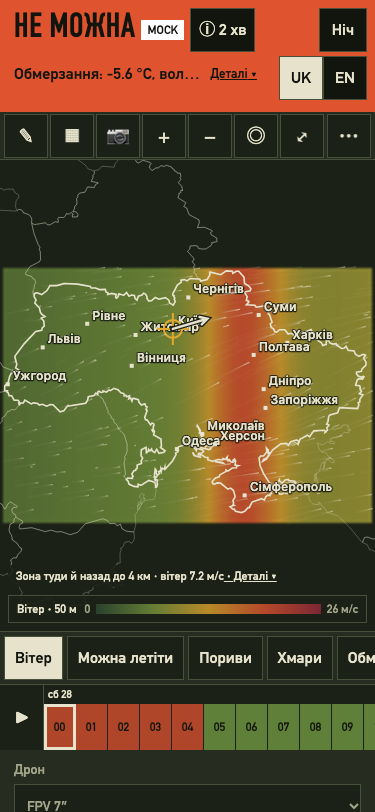 НЕ МОЖНА МОСК ⓘ 2 хв Ніч
Обмерзання: -5.6 °C, вол… Деталі ▾ UK EN
Чернігів
Рівне
Суми
Львів
Харків
Полтава
Вінниця
Ужгород
Дніпро
Запоріжжя
Миколаїв
Одеса Херсон
Сімферополь
Зона туди й назад до 4 км · вітер 7.2 м/с · Деталі ▾
Вітер · 50 м 0 26 м/с
Вітер Можна летіти Пориви Хмари Обм
сб 28
00 01 02 03 04 05 06 07 08 09
Дрон
FPV 7″